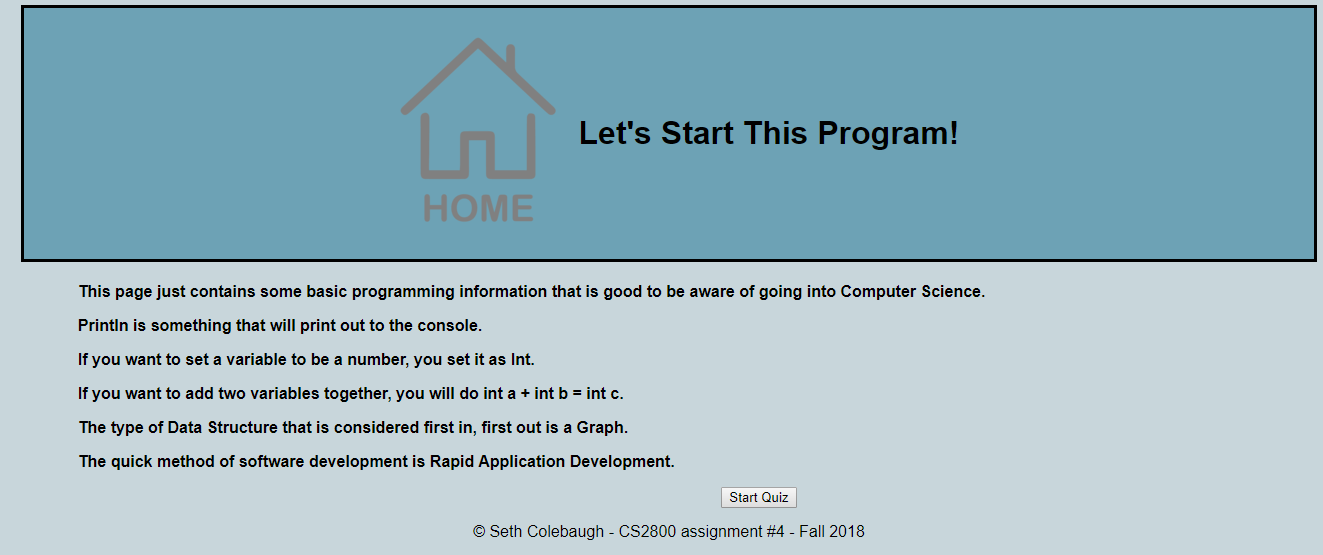 HOME
Let's Start This Program!
This page just contains some basic programming information that is good to be aware of going into Computer Science.
Println is something that will print out to the console.
If you want to set a variable to be a number, you set it as Int.
If you want to add two variables together, you will do int a + int b = int c.
The type of Data Structure that is considered first in, first out is a Graph.
The quick method of software development is Rapid Application Development.
Start Quiz
© Seth Colebaugh - CS2800 assignment #4 - Fall 2018